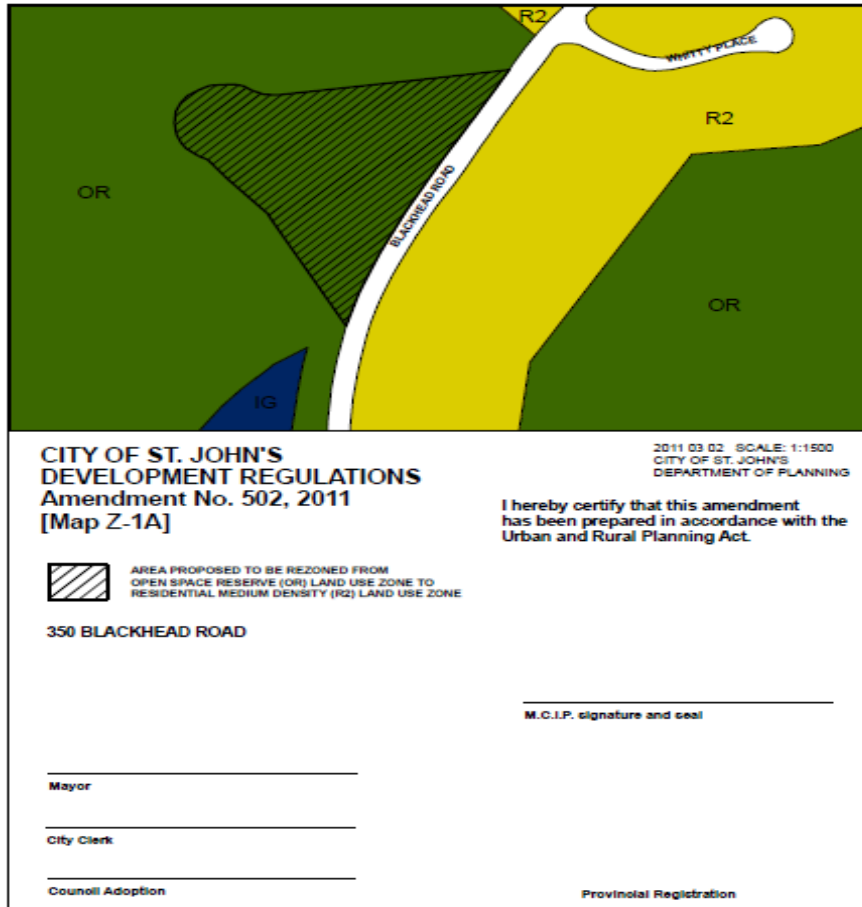 R2
WHITTY PLACE
R2
OR
BLACKHEAD ROAD
OR
IG
CITY OF ST. JOHN'S
DEVELOPMENT REGULATIONS
Amendment No. 502, 2011
[Map Z-1A]
2011 03 02 SCALE: 1:1500
CITY OF ST. JOHN'S
DEPARTMENT OF PLANNING
I hereby certify that this amendment
has been prepared in accordance with the
Urban and Rural Planning Act.
AREA PROPOSED TO BE REZONED FROM
OPEN SPACE RESERVE (OR) LAND USE ZONE TO
RESIDENTIAL MEDIUM DENSITY (R2) LAND USE ZONE
350 BLACKHEAD ROAD
M.C.I.P. signature and seal
Mayor
City Clerk
Council Adoption
Provincial Registration